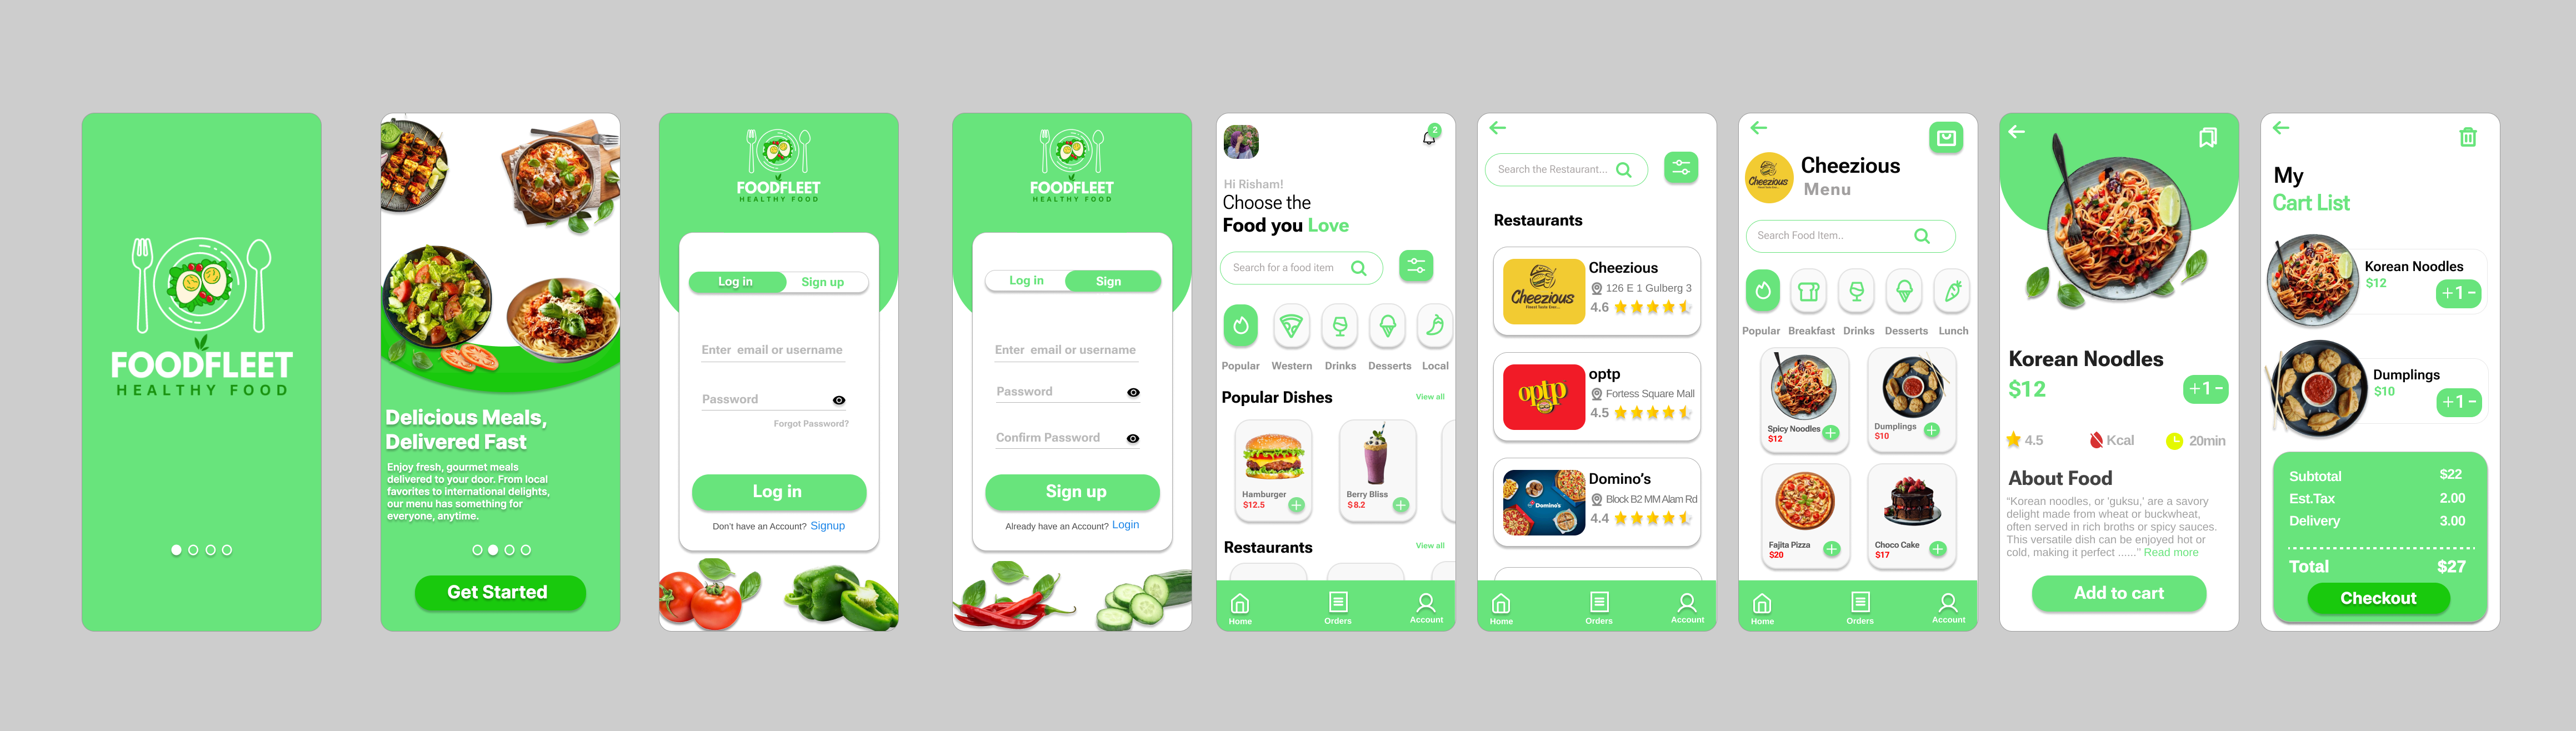 FOODFLEET
HEALTHY FOOD
Delicious Meals,
Delivered Fast
Enjoy fresh, gourmet meals
delivered to your door. From local
favorites to international delights,
our menu has something for
everyone, anytime.
Get Started
FOODFLEET
HEALTHY FOOD
Log in
Sign up
Enter email or username
Password
Forgot Password?
Log in
Don't have an Account? Signup
FOODFLEET
HEALTHY FOOD
Log in
Sign
Enter email or username
Password
Confirm Password
Sign up
Already have an Account? Login
2
Hi Risham!
Choose the
Food you Love
Search for a food item
Popular
Western
Drinks
Desserts
Local
Popular Dishes
View all
Hamburger
$12.5
Berry Bliss
$8.2
Restaurants
View all
Home
Orders
Account
Search the Restaurant...
Restaurants
Cheezious
Cheezious
126 E 1 Gulberg 3
4.6
optp
optp
Fortess Square Mall
4.5
Domino's
Domino's
Block B2 MM Alam Rd
4.4
Home
Orders
Account
Cheezious
Cheezious
Menu
Search Food Item..
Popular
Breakfast
Drinks
Desserts
Lunch
Spicy Noodles
$12
Dumplings
$10
Fajita Pizza
$20
Choco Cake
$17
Home
Orders
Account
Korean Noodles
$12
+1-
4.5
Kcal
20min
About Food
"Korean noodles, or 'guksu,' are a savory
delight made from wheat or buckwheat,
often served in rich broths or spicy sauces.
This versatile dish can be enjoyed hot or
cold, making it perfect ......" Read more
Add to cart
My
Cart List
Korean Noodles
$12
+1-
Dumplings
$10
+1-
Subtotal
$22
Est.Tax
2.00
Delivery
3.00
Total
$27
Checkout